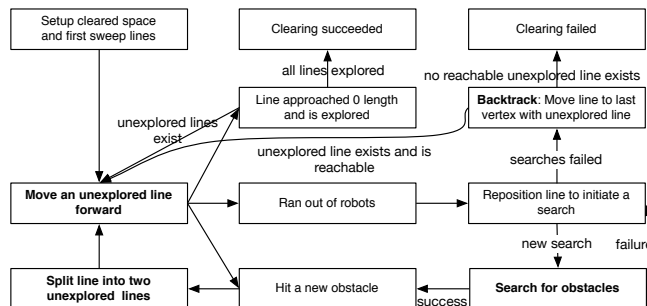 Setup cleared space
and first sweep lines
Clearing succeeded
Clearing failed
all lines explored
no reachable unexplored line exists
Line approached 0 length
and is explored
Backtrack: Move line to last
vertex with unexplored line
unexplored lines
exist
unexplored line exists and is
reachable
searches failed
Move an unexplored line
forward
Ran out of robots
Reposition line to initiate a
search
new search
failure
Split line into two
unexplored lines
Hit a new obstacle
success
Search for obstacles